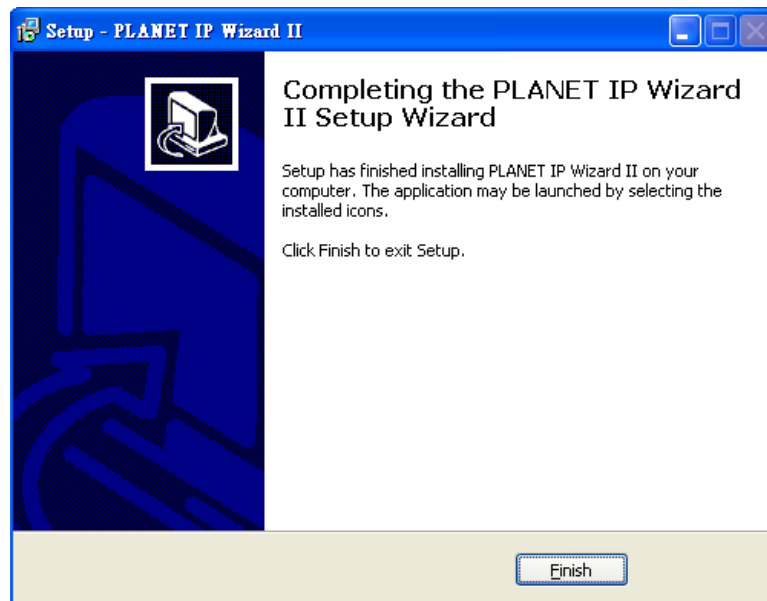 Setup - PLANET IP Wizard II
Completing the PLANET IP Wizard
II Setup Wizard
Setup has finished installing PLANET IP Wizard II on your
computer. The application may be launched by selecting the
installed icons.
Click Finish to exit Setup.
Finish